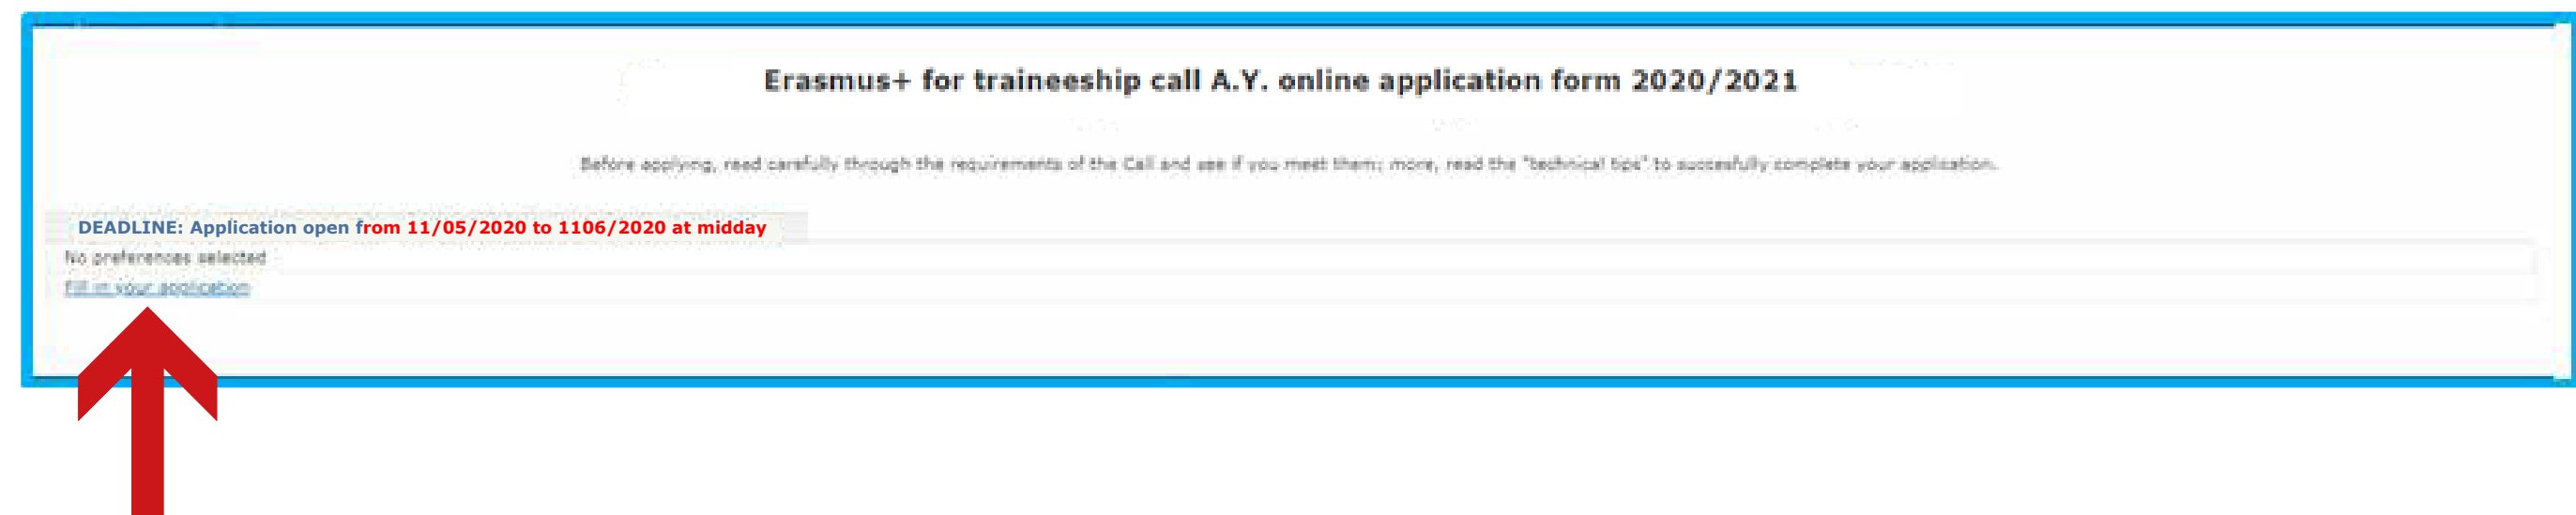 Erasmus+ for traineeship call A.Y. online application form 2020/2021
Before applying, read carefully through the requirements of the Call and see if you meet them; more, read the "technical tips" to succesfully complete your application.
DEADLINE: Application open from 11/05/2020 to 1106/2020 at midday
No preferences selected
Fill in your application